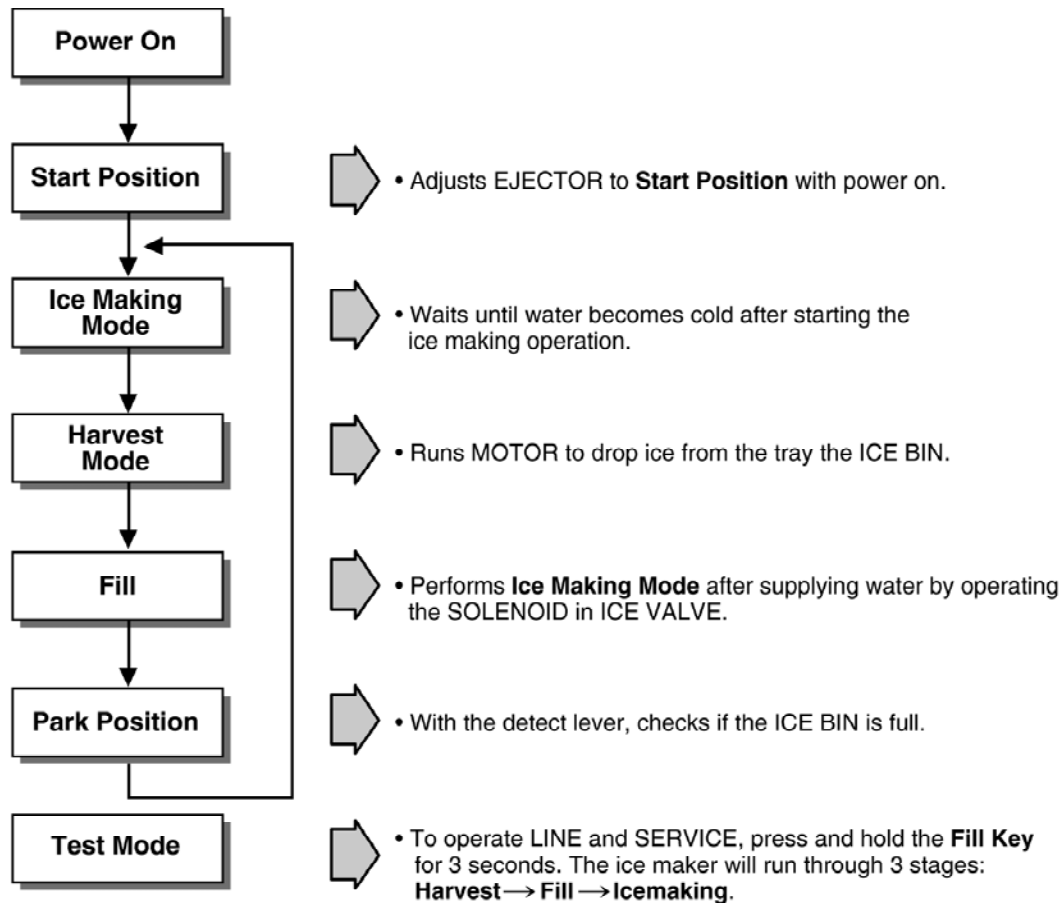 Power On
Start Position
• Adjusts EJECTOR to Start Position with power on.
Ice Making
Mode
• Waits until water becomes cold after starting the
ice making operation.
Harvest
Mode
• Runs MOTOR to drop ice from the tray the ICE BIN.
Fill
• Performs Ice Making Mode after supplying water by operating
the SOLENOID in ICE VALVE.
Park Position
• With the detect lever, checks if the ICE BIN is full.
Test Mode
• To operate LINE and SERVICE, press and hold the Fill Key
for 3 seconds. The ice maker will run through 3 stages:
Harvest→Fill→Icemaking.